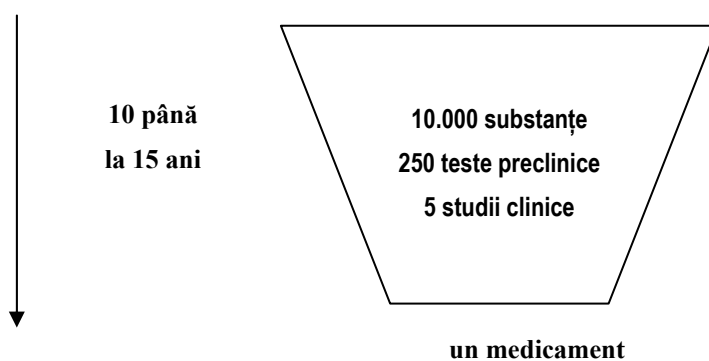 10 până
la 15 ani
10.000 substanțe
250 teste preclinice
5 studii clinice
un medicament